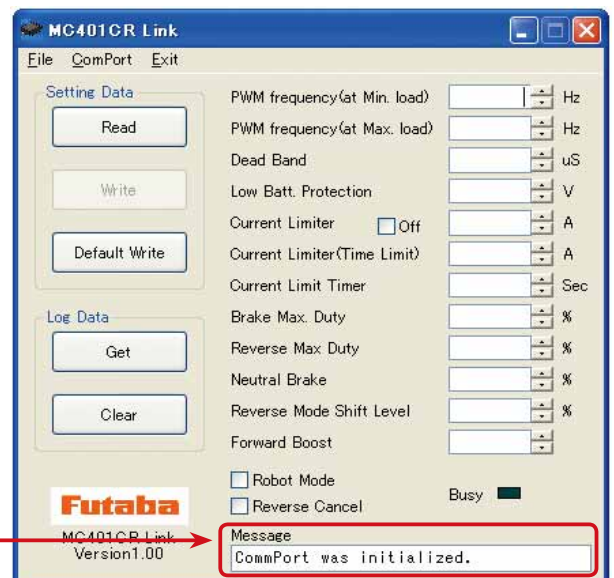 MC401CR Link
File ComPort Exit
Setting Data
Read
Write
Default Write
PWM frequency(at Min. load) Hz
PWM frequency(at Max. load) Hz
Dead Band uS
Low Batt. Protection V
Current Limiter Off A
Current Limiter(Time Limit) A
Current Limit Timer Sec
Brake Max. Duty %
Reverse Max Duty %
Neutral Brake %
Reverse Mode Shift Level %
Forward Boost
Log Data
Get
Clear
Robot Mode
Reverse Cancel
Busy
Futaba
MC401CR Link
Version1.00
Message
CommPort was initialized.